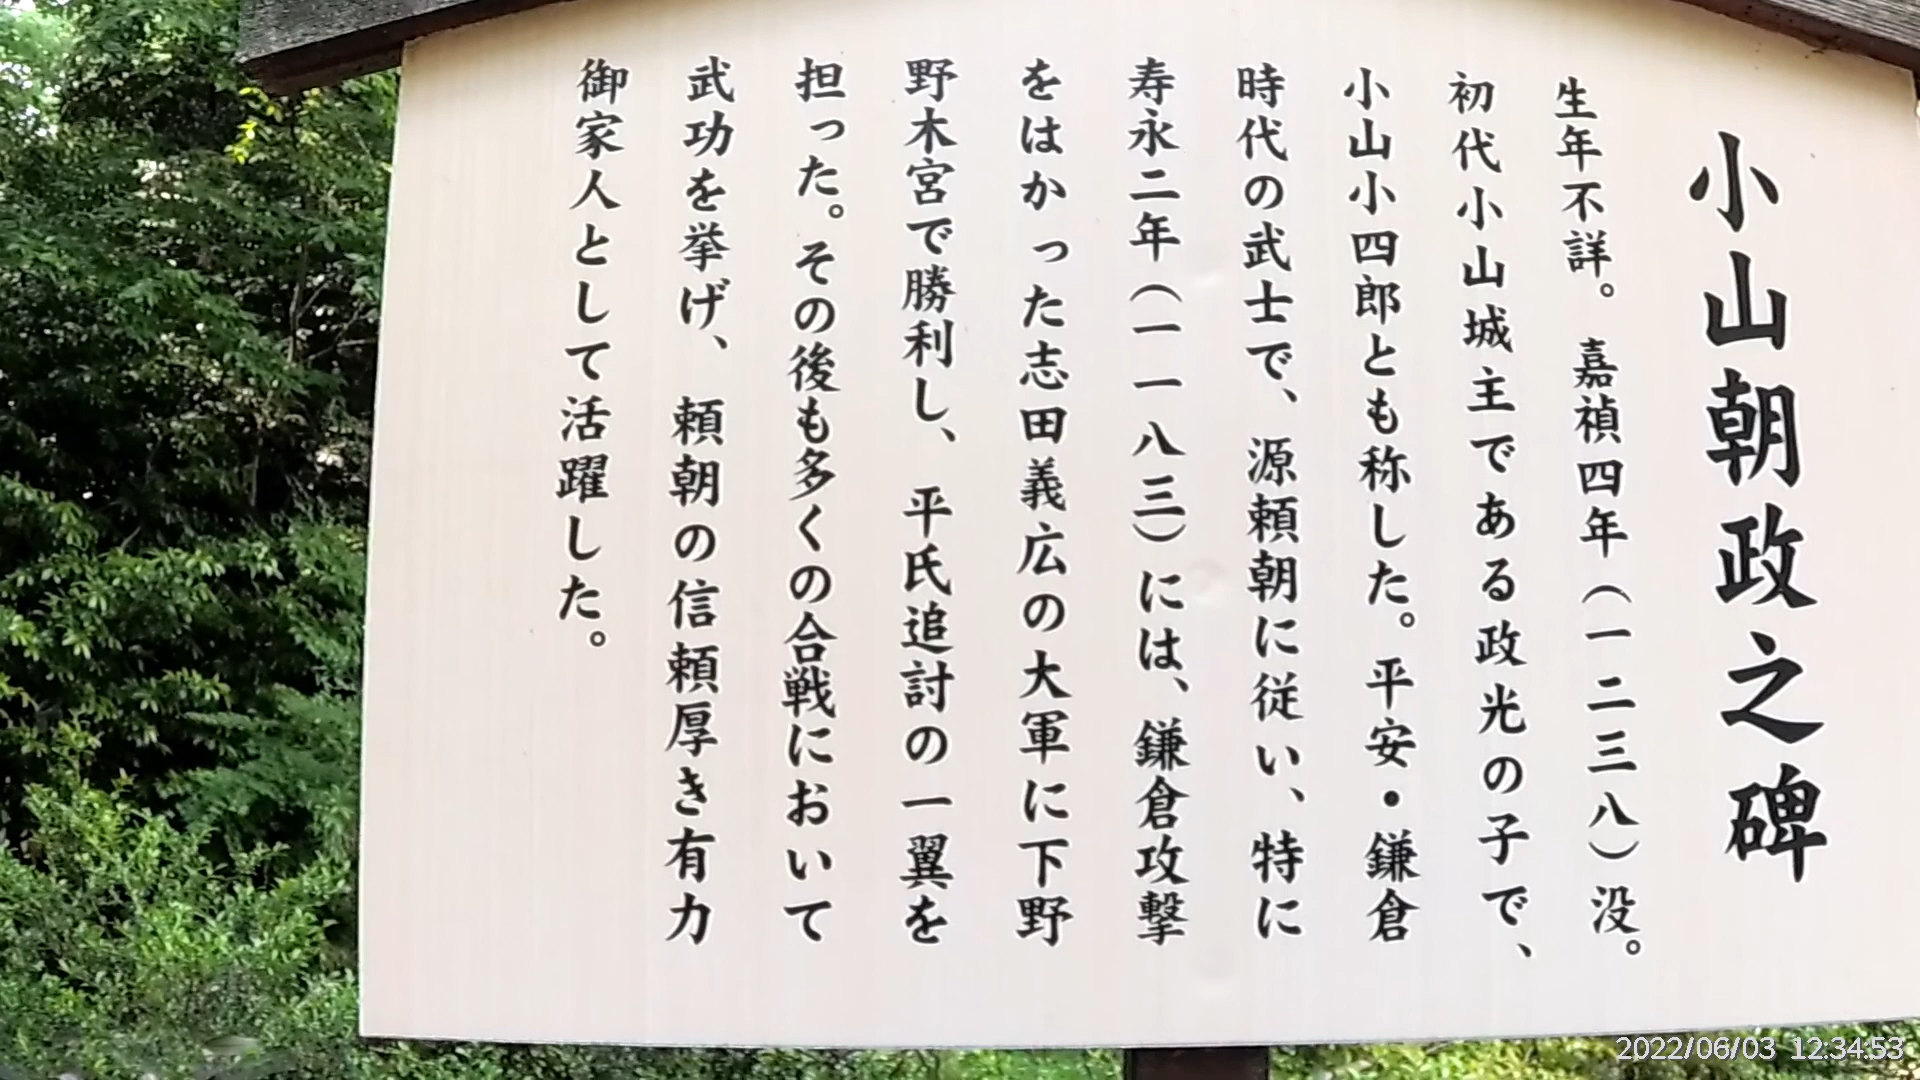 小山朝政之碑
生年不詳。嘉禎四年（一二三八）没。
初代小山城主である政光の子で、
小山小四郎とも称した。平安・鎌倉
時代の武士で、源頼朝に従い、特に
寿永二年（一一八三）には、鎌倉攻撃
をはかった志田義広の大軍に下野
野木宮で勝利し、平氏追討の一翼を
担った。その後も多くの合戦において
武功を挙げ、頼朝の信頼厚き有力
御家人として活躍した。
2022/06/03 12:34:53